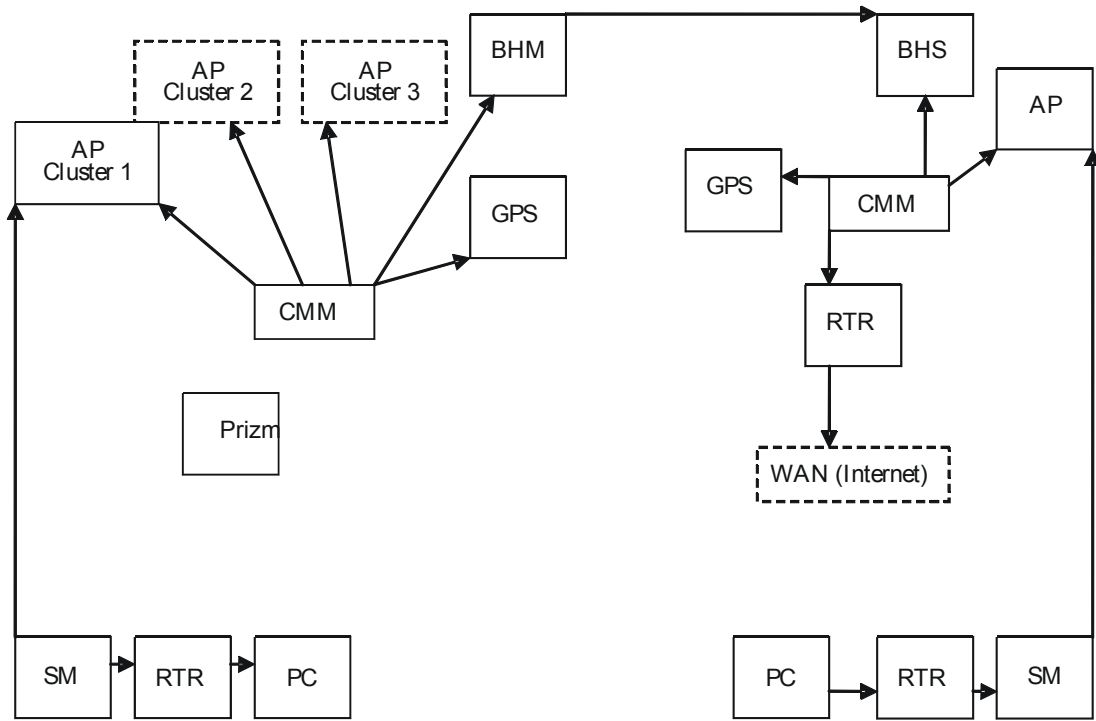 BHM
BHS
AP
Cluster 2
AP
Cluster 3
AP
AP
Cluster 1
GPS
GPS
CMM
CMM
RTR
Prizm
WAN (Internet)
SM
RTR
PC
PC
RTR
SM